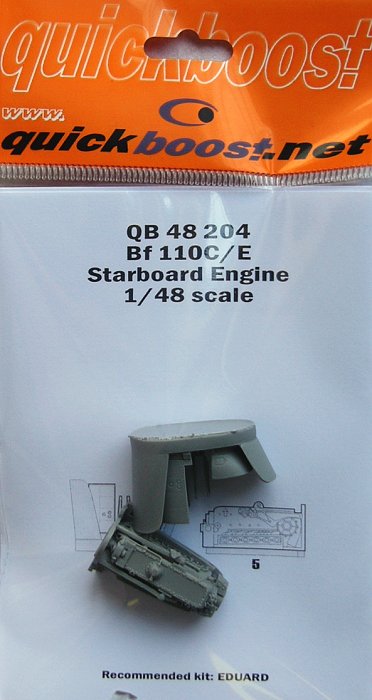 quickboost
www.
quickboost.net
QB 48 204
Bf 110C/E
Starboard Engine
1/48 scale
5
Recommended kit: EDUARD